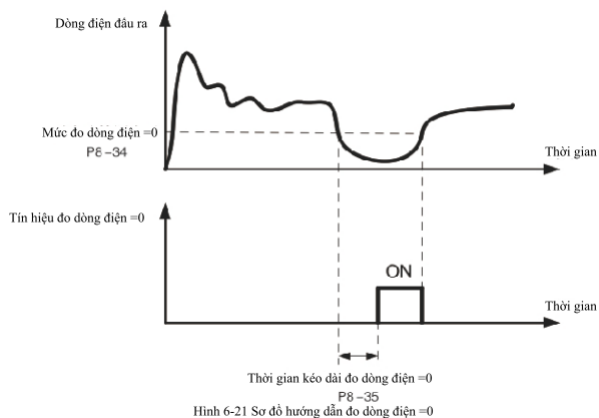 Dòng điện đầu ra
Mức đo dòng điện =0
P8-34
Thời gian
Tín hiệu đo dòng điện =0
ON
Thời gian
Thời gian kéo dài đo dòng điện =0
P8-35
Hình 6-21 Sơ đồ hướng dẫn đo dòng điện =0